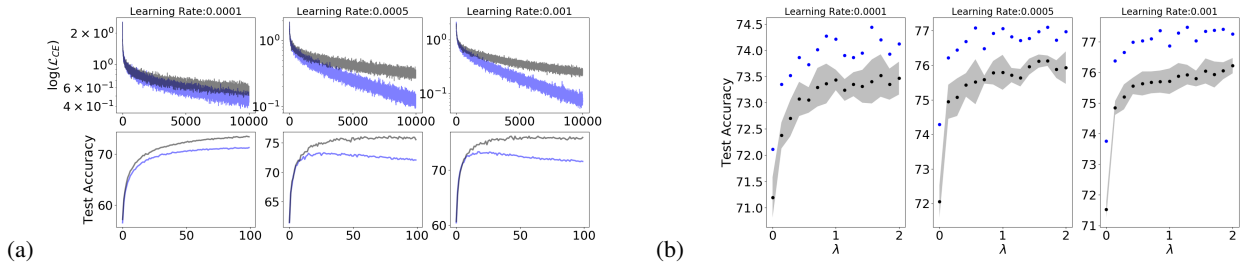 Learning Rate:0.0001 Learning Rate:0.0005 Learning Rate:0.001
log(ℒCE)
2 × 10⁰
10⁰
6 × 10⁻¹
4 × 10⁻¹
0 5000 10000
10⁰
10⁻¹
0 5000 10000
10⁰
10⁻¹
0 5000 10000
Test Accuracy
70
60
0 50 100
75
70
65
0 50 100
70
60
0 50 100
(a)
Learning Rate:0.0001 Learning Rate:0.0005 Learning Rate:0.001
Test Accuracy
74.5
74.0
73.5
73.0
72.5
72.0
71.5
71.0
0 1 2
λ
77
76
75
74
73
72
0 1 2
λ
77
76
75
74
73
72
71
0 1 2
λ
(b)